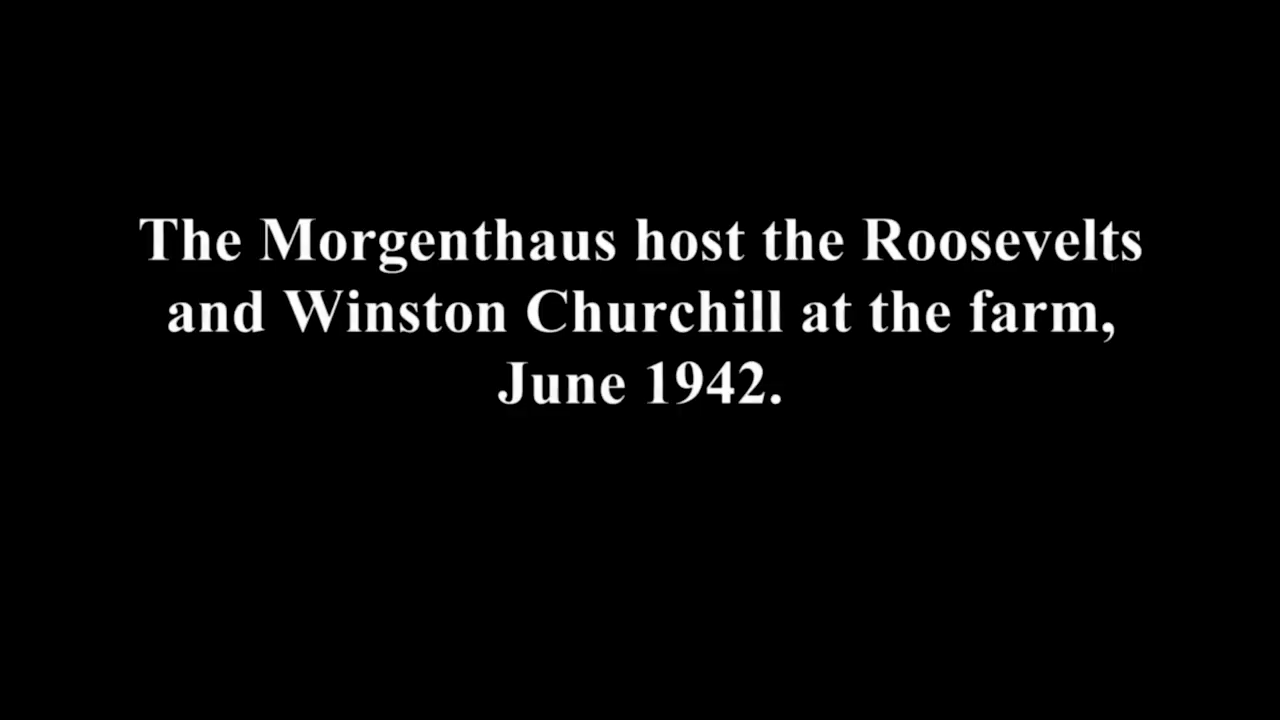 The Morgenthaus host the Roosevelts
and Winston Churchill at the farm,
June 1942.